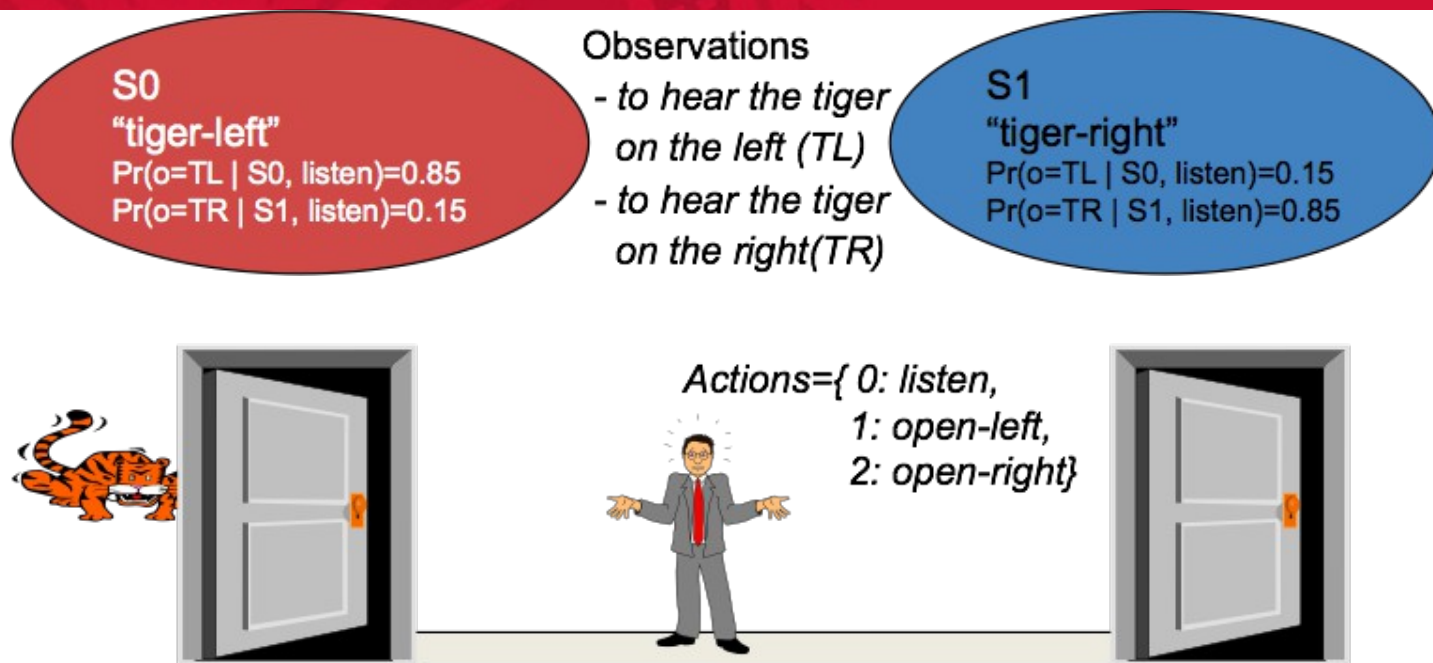 S0
“tiger-left”
Pr(o=TL | S0, listen)=0.85
Pr(o=TR | S1, listen)=0.15
Observations
- to hear the tiger
on the left (TL)
- to hear the tiger
on the right(TR)
S1
“tiger-right”
Pr(o=TL | S0, listen)=0.15
Pr(o=TR | S1, listen)=0.85
Actions={ 0: listen,
1: open-left,
2: open-right}